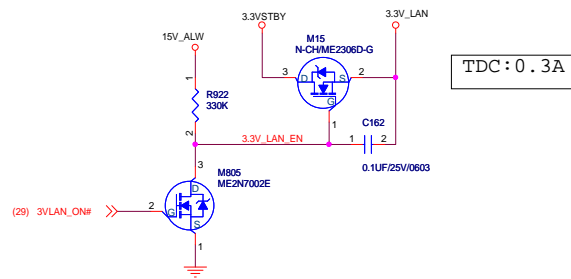 3.3VSTBY
3.3V_LAN
15V_ALW
M15
N-CH/ME2306D-G
TDC:0.3A
3
D
S
2
G
1
1
R922
330K
2
3.3V_LAN_EN
C162
1
2
0.1UF/25V/0603
3
M805
ME2N7002E
D
(29) 3VLAN_ON#
2
G
S
1